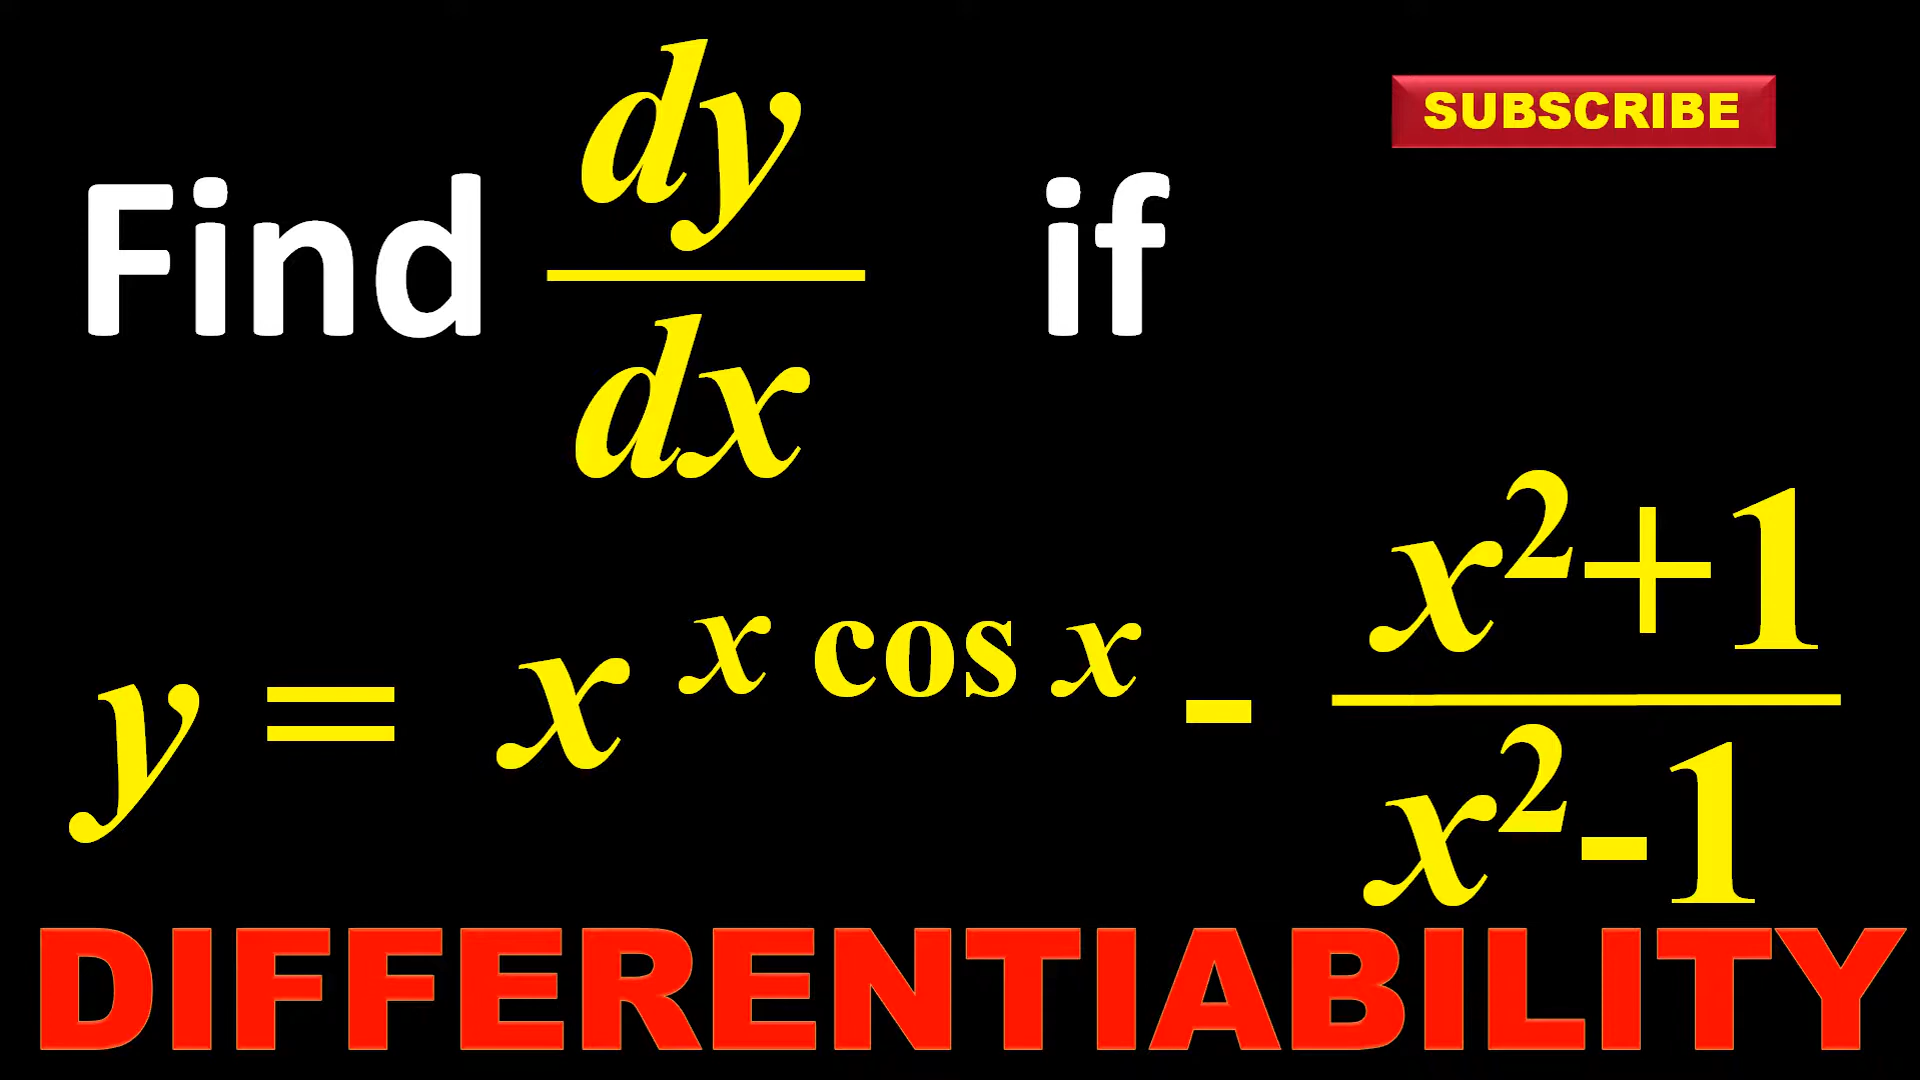 SUBSCRIBE
Find dy/dx if
y = x^{x cos x} - (x²+1)/(x²-1)
DIFFERENTIABILITY